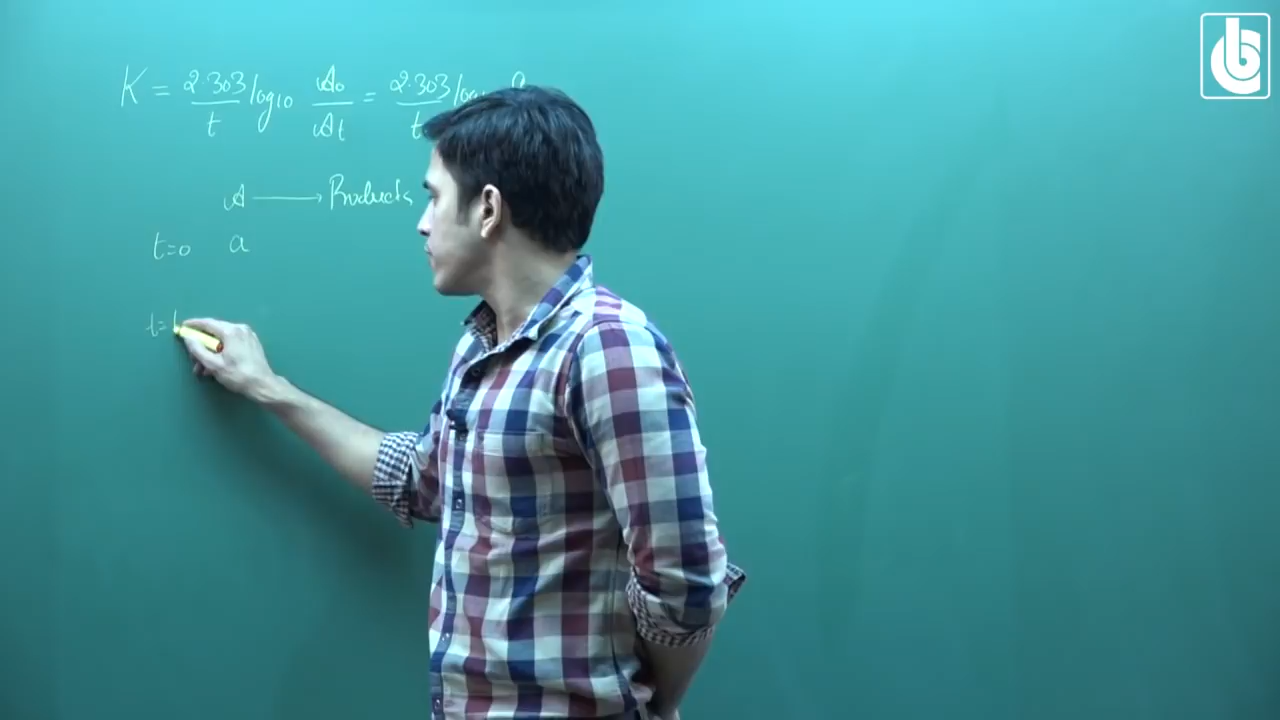 K = 2.303/t log10 A0/At = 2.303/t
A ⟶ Products
t=0 a
t=